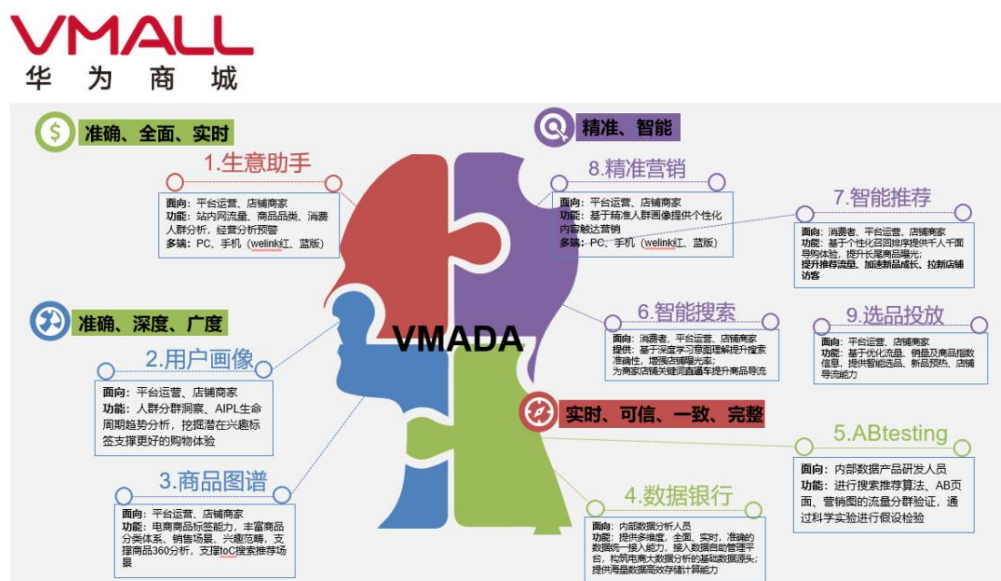 VMALL
华为商城
准确、全面、实时
精准、智能
1.生意助手
面向：平台运营、店铺商家
功能：站内网流量、商品品类、消费
人群分析，经营分析预警
多端：PC、手机（welink红、蓝版）
8.精准营销
面向：平台运营、店铺商家
功能：基于精准人群画像提供个性化
内容触达营销
多端：PC、手机（welink红、蓝版）
7.智能推荐
面向：消费者、平台运营、店铺商家
功能：基于个性化召回排序提供千人千面
导购体验，提升长尾商品曝光；
提升推荐流量、加速新品成长、拉新店铺
访客
准确、深度、广度
VMADA
2.用户画像
面向：平台运营、店铺商家
功能：人群分群洞察、AIPL生命
周期趋势分析，挖掘潜在兴趣标
签支撑更好的购物体验
6.智能搜索
面向：消费者、平台运营、店铺商家
提供：基于深度学习意图理解提升搜索
准确性，增强店铺曝光率；
为商家店铺关键词直通车提升商品导流
9.选品投放
面向：平台运营、店铺商家
功能：基于优化流量、销量及商品指数
信息，提供智能选品、新品预热、店铺
导流能力
实时、可信、一致、完整
3.商品图谱
面向：平台运营、店铺商家
功能：电商商品标签能力，丰富商品
分类体系、销售场景、兴趣范畴，支
撑商品360分析，支撑toC搜索推荐场
景
4.数据银行
面向：内部数据分析人员
功能：提供多维度，全面，实时，准确的
数据统一接入能力，接入数据自助管理平
台，构筑电商大数据分析的基础数据源头；
提供海量数据高效存储计算能力
5.ABtesting
面向：内部数据产品研发人员
功能：进行搜索推荐算法、AB页
面、营销图的流量分群验证，通
过科学实验进行假设检验